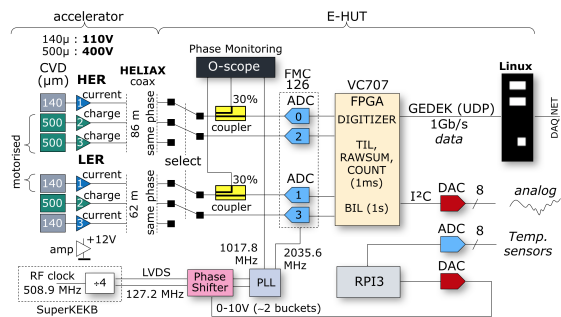 accelerator
E-HUT
140µ : 110V
500µ : 400V
CVD
(µm)
HER
HELIAX
coax
Phase Monitoring
O-scope
FMC
126
VC707
Linux
140
1
current
500
2
charge
500
3
charge
motorised
86 m
same phase
30%
coupler
ADC
0
2
FPGA
DIGITIZER
TIL,
RAWSUM,
COUNT
(1ms)
BIL (1s)
GEDEK (UDP)
1Gb/s
data
DAQ NET
LER
select
140
1
current
500
2
charge
140
3
current
62 m
same phase
30%
coupler
ADC
1
3
I²C
DAC
8
analog
amp
+12V
1017.8
MHz
2035.6
MHz
ADC
8
Temp.
sensors
RF clock
508.9 MHz
÷4
SuperKEKB
LVDS
127.2 MHz
Phase
Shifter
PLL
RPI3
DAC
0-10V (~2 buckets)